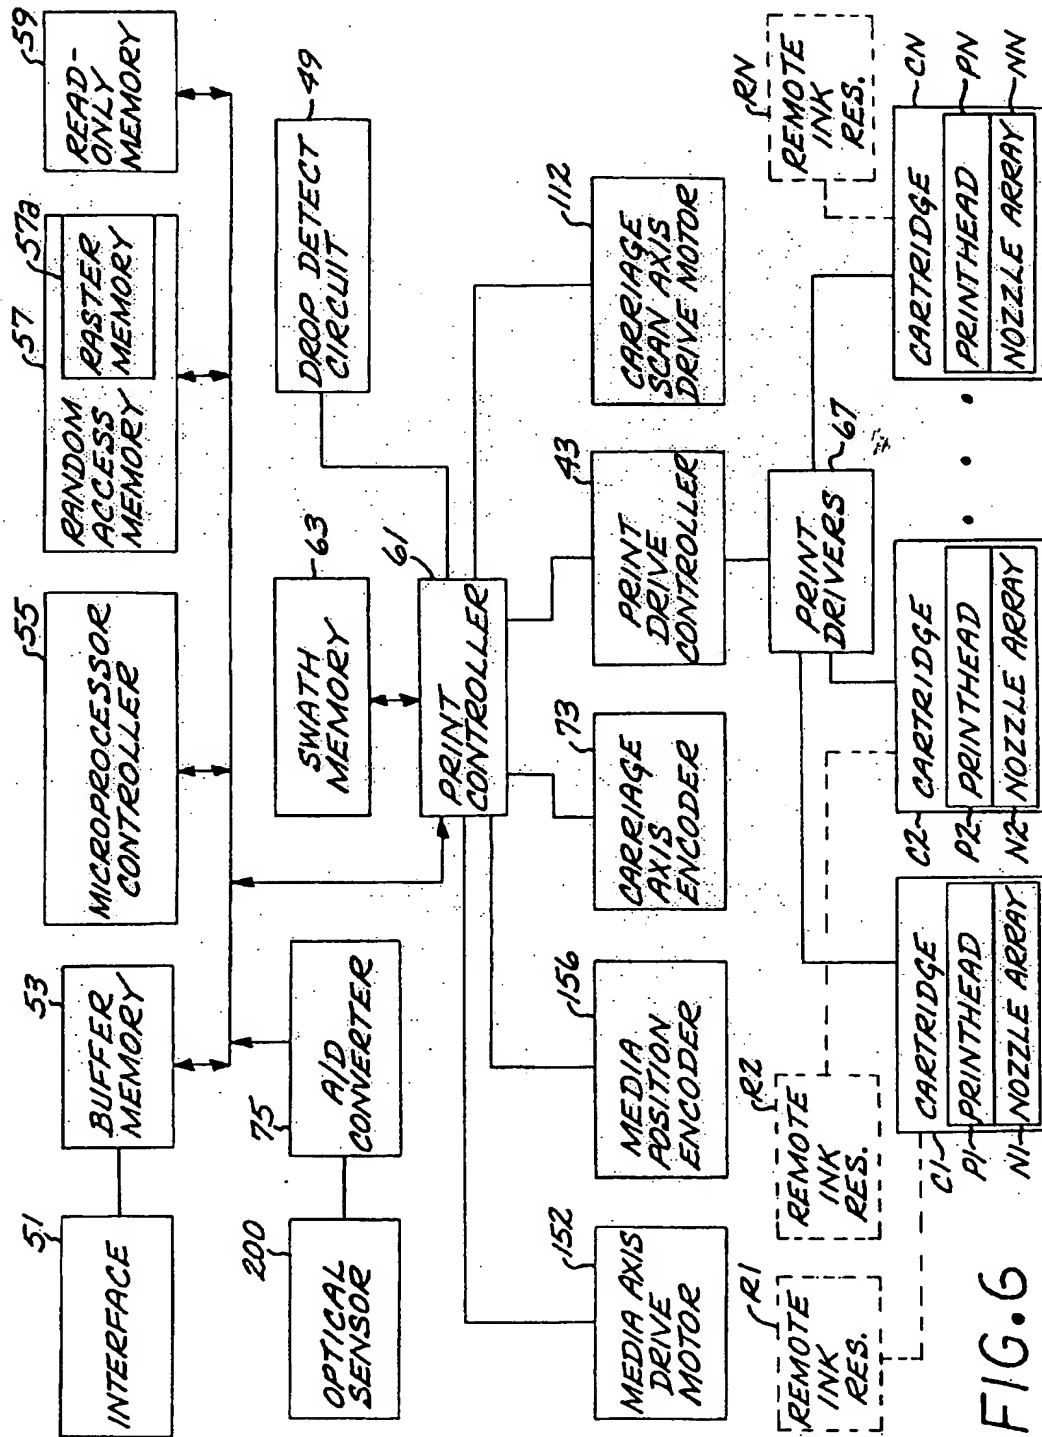 51
INTERFACE
53
BUFFER
MEMORY
55
MICROPROCESSOR
CONTROLLER
57
RANDOM
ACCESS
MEMORY
57a
RASTER
MEMORY
59
READ-
ONLY
MEMORY
200
OPTICAL
SENSOR
75
A/D
CONVERTER
63
SWATH
MEMORY
61
PRINT
CONTROLLER
49
DROP DETECT
CIRCUIT
152
MEDIA AXIS
DRIVE
MOTOR
156
MEDIA
POSITION
ENCODER
73
CARRIAGE
AXIS
ENCODER
43
PRINT
DRIVE
CONTROLLER
112
CARRIAGE
SCAN AXIS
DRIVE MOTOR
R1
REMOTE
INK
RES.
R2
REMOTE
INK
RES.
67
PRINT
DRIVERS
RN
REMOTE
INK
RES.
C1
CARTRIDGE
P1
PRINTHEAD
N1
NOZZLE ARRAY
C2
CARTRIDGE
P2
PRINTHEAD
N2
NOZZLE ARRAY
• • •
CARTRIDGE
CN
PRINTHEAD
PN
NOZZLE ARRAY
NN
FIG.6